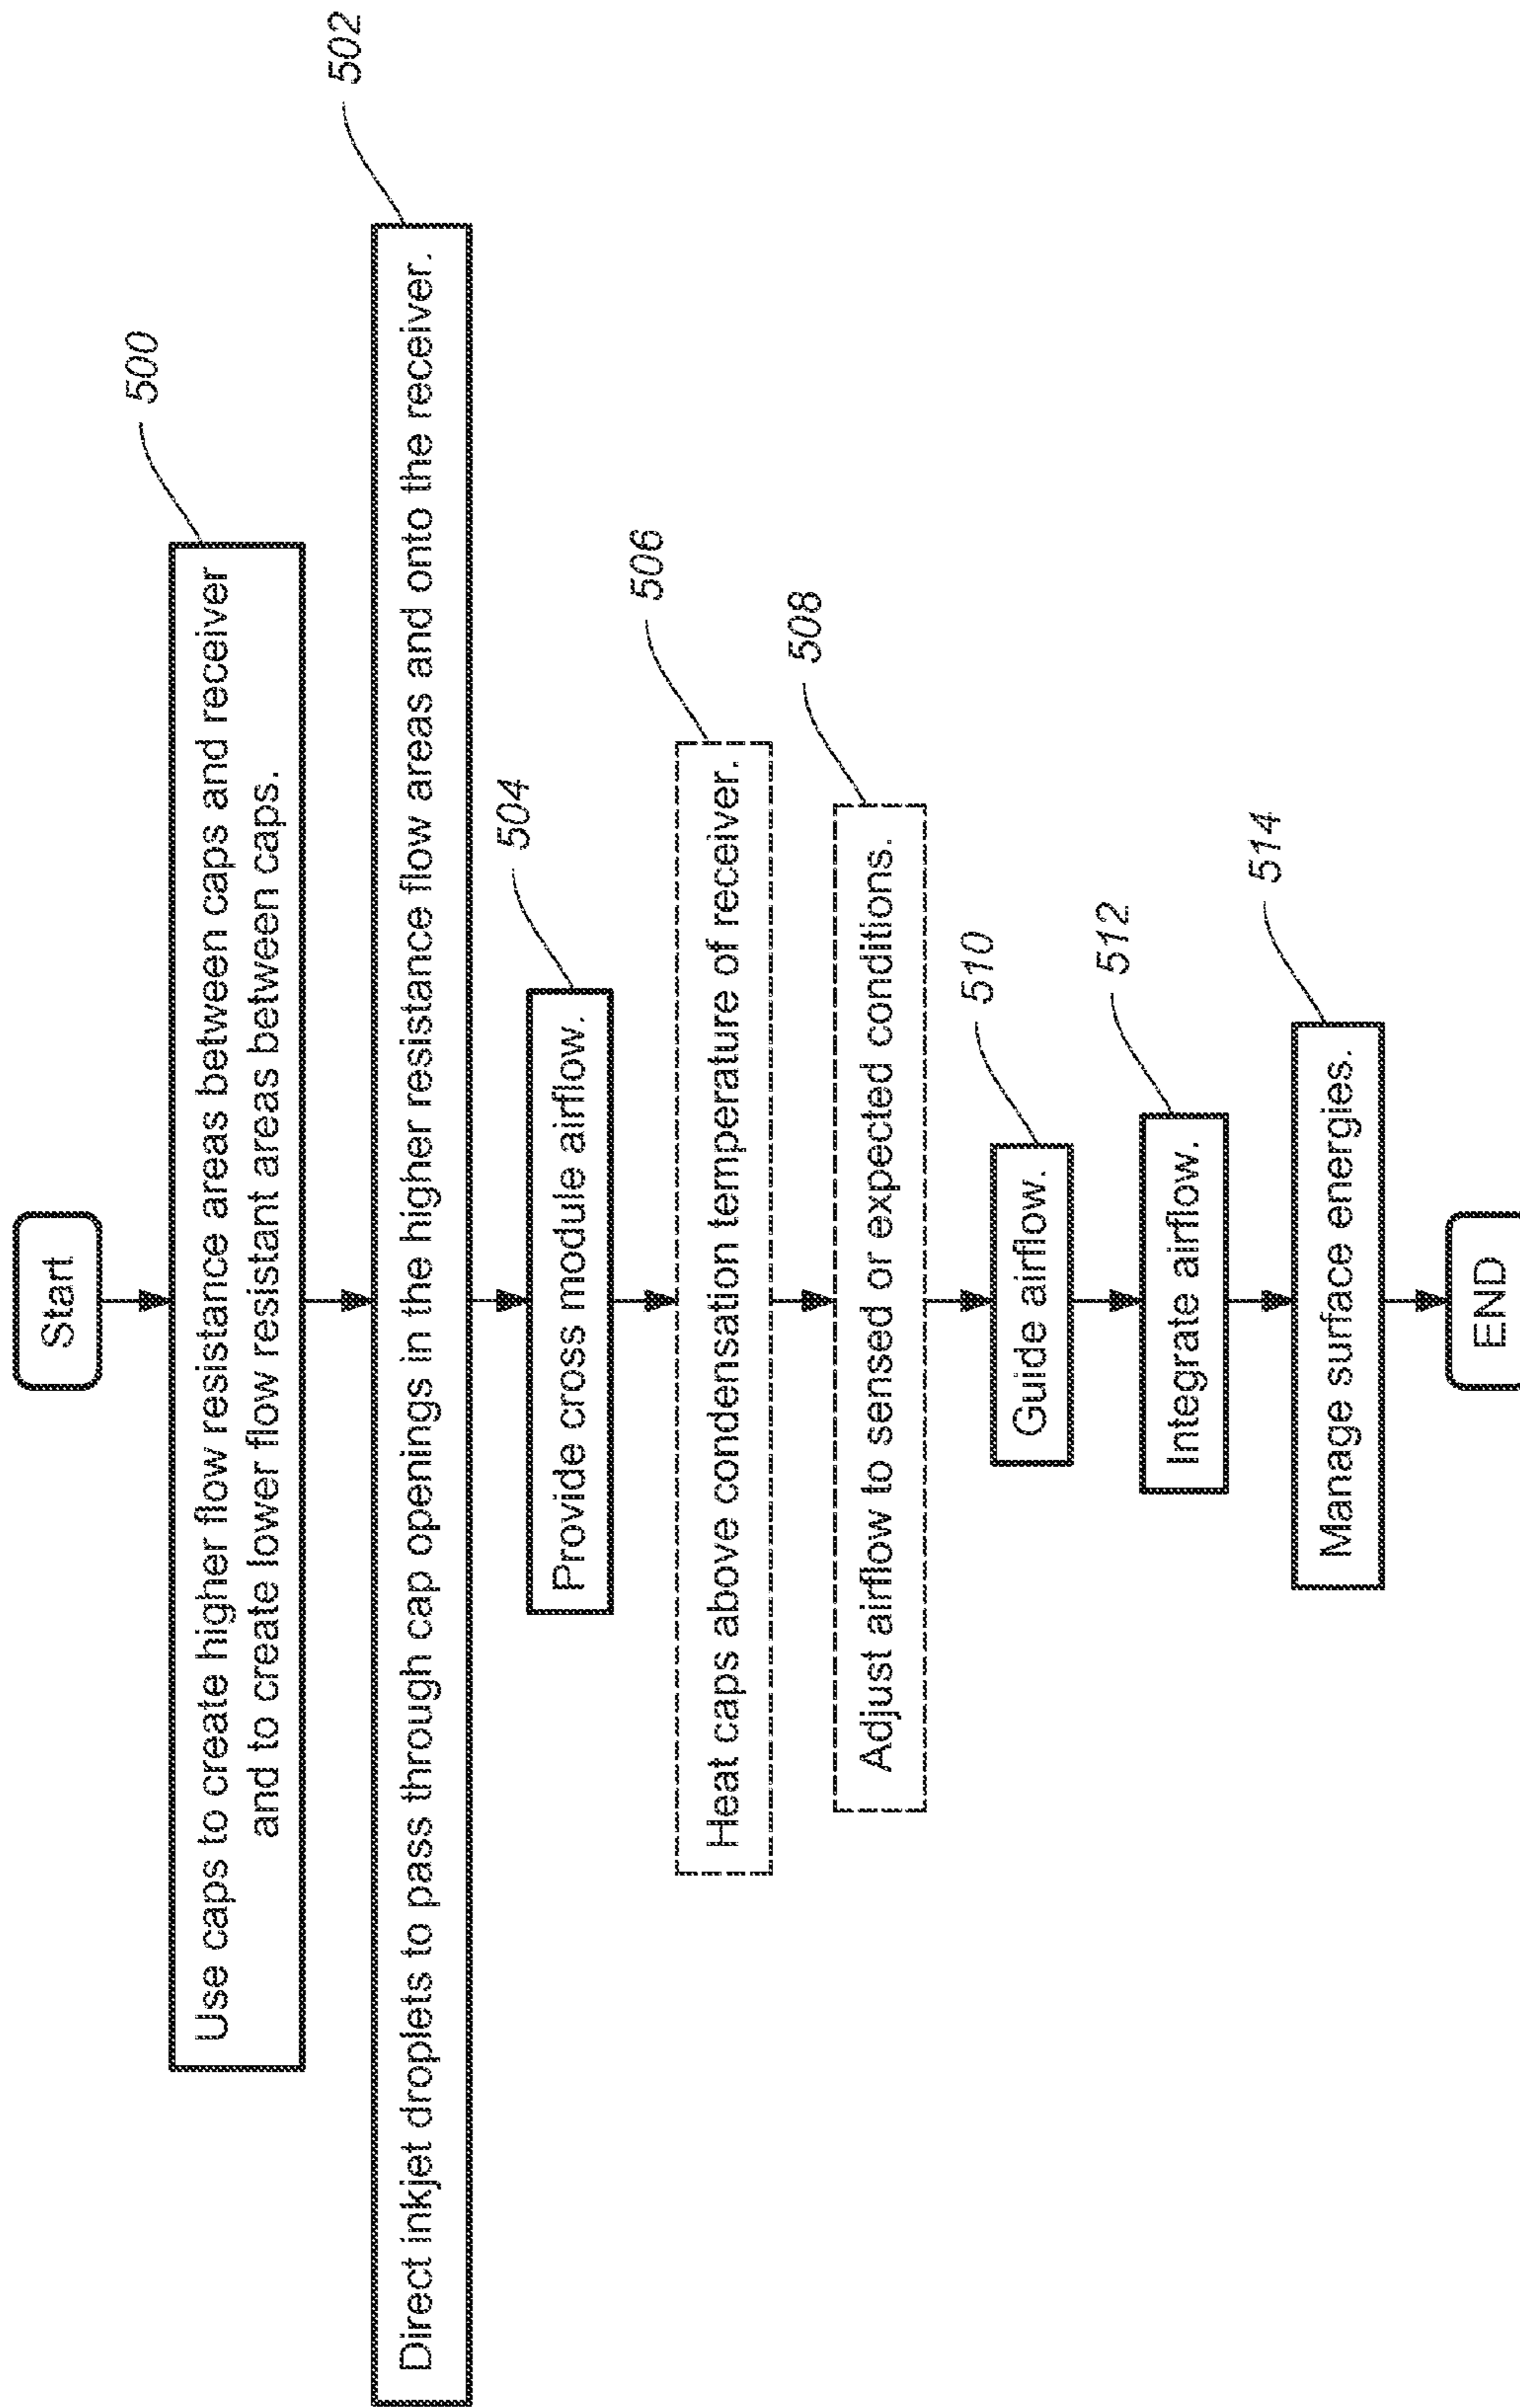 Start
Use caps to create higher flow resistance areas between caps and receiver
and to create lower flow resistant areas between caps.
500
Direct inkjet droplets to pass through cap openings in the higher resistance flow areas and onto the receiver.
502
Provide cross module airflow.
504
Heat caps above condensation temperature of receiver.
506
Adjust airflow to sensed or expected conditions.
508
Guide airflow.
510
Integrate airflow.
512
Manage surface energies.
514
END